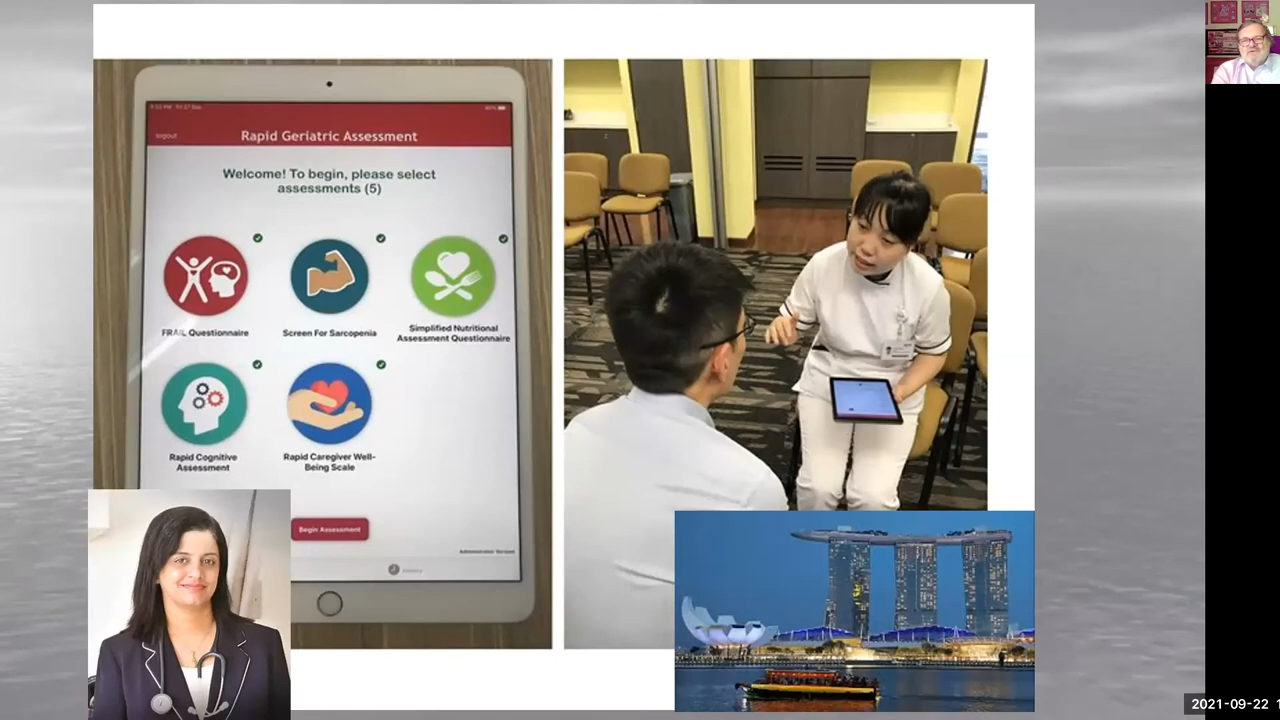 logout
Rapid Geriatric Assessment
Welcome! To begin, please select
assessments (5)
FRAIL Questionnaire
Screen For Sarcopenia
Simplified Nutritional
Assessment Questionnaire
Rapid Cognitive
Assessment
Rapid Caregiver Well-
Being Scale
Begin Assessment
Administrator Version
2021-09-22 1